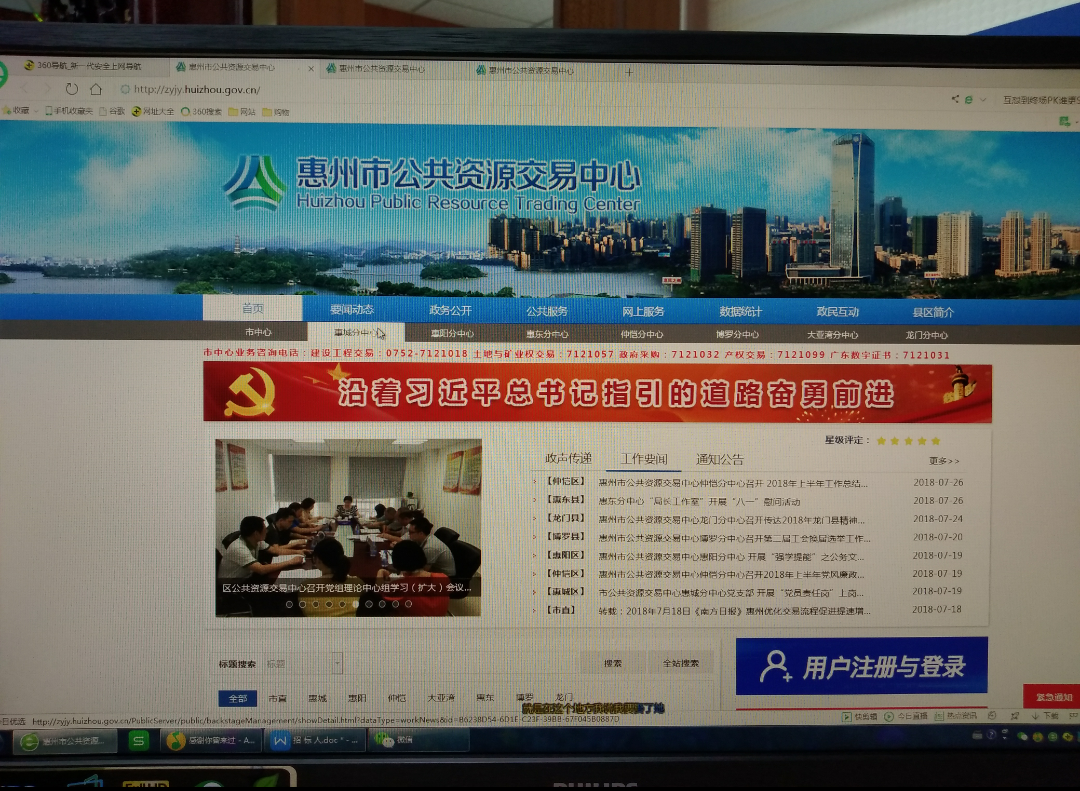 360导航_新一代安全上网导航
惠州市公共资源交易中心
惠州市公共资源交易中心
惠州市公共资源交易中心
http://zyjy.huizhou.gov.cn/
收藏 手机收藏夹 谷歌 网址大全 360搜索 网站 购物
惠州市公共资源交易中心
Huizhou Public Resource Trading Center
首页 要闻动态 政务公开 公共服务 网上服务 数据统计 政民互动 县区简介
市中心 惠城分中心 惠阳分中心 惠东分中心 仲恺分中心 博罗分中心 大亚湾分中心 龙门分中心
市中心业务咨询电话：建设工程交易：0752-7121018 土地与矿业权交易：7121057 政府采购：7121032 产权交易：7121099 广东数字证书：7121031
沿着习近平总书记指引的道路奋勇前进
星级评定：
政声传递 工作要闻 通知公告 更多>>
【仲恺区】 惠州市公共资源交易中心仲恺分中心召开 2018年上半年工作总结... 2018-07-26
【惠东县】 惠东分中心“局长工作室”开展“八一”慰问活动 2018-07-26
【龙门县】 惠州市公共资源交易中心龙门分中心召开传达2018年龙门县精神... 2018-07-24
【博罗县】 惠州市公共资源交易中心博罗分中心召开第二届工会换届选举工作... 2018-07-20
【惠阳区】 惠州市公共资源交易中心惠阳分中心 开展“强学提能”之公务文... 2018-07-19
【仲恺区】 惠州市公共资源交易中心仲恺分中心召开2018年上半年党风廉政... 2018-07-19
【惠城区】 市公共资源交易中心惠城分中心党支部 开展“党员责任岗”上岗... 2018-07-19
【市直】 转载：2018年7月18日《南方日报》惠州优化交易流程促进提速增... 2018-07-18
区公共资源交易中心召开党组理论中心组学习（扩大）会议...
标题搜索 标题 搜索 全站搜索
用户注册与登录
全部 市直 惠城 惠阳 仲恺 大亚湾 惠东 博罗 龙门
紧急通知
今日优选 http://zyjy.huizhou.gov.cn/PublicServer/public/backstageManagement/showDetail.html?dataType=workNews&id=B623BD54-6D1E-C23F-39BB-67F045B0887D
快剪辑 今日直播 热点资讯 下载
惠州市公共资源...
感谢你曾来过 - A...
招 标 人.doc * -...
微信
PHILIPS